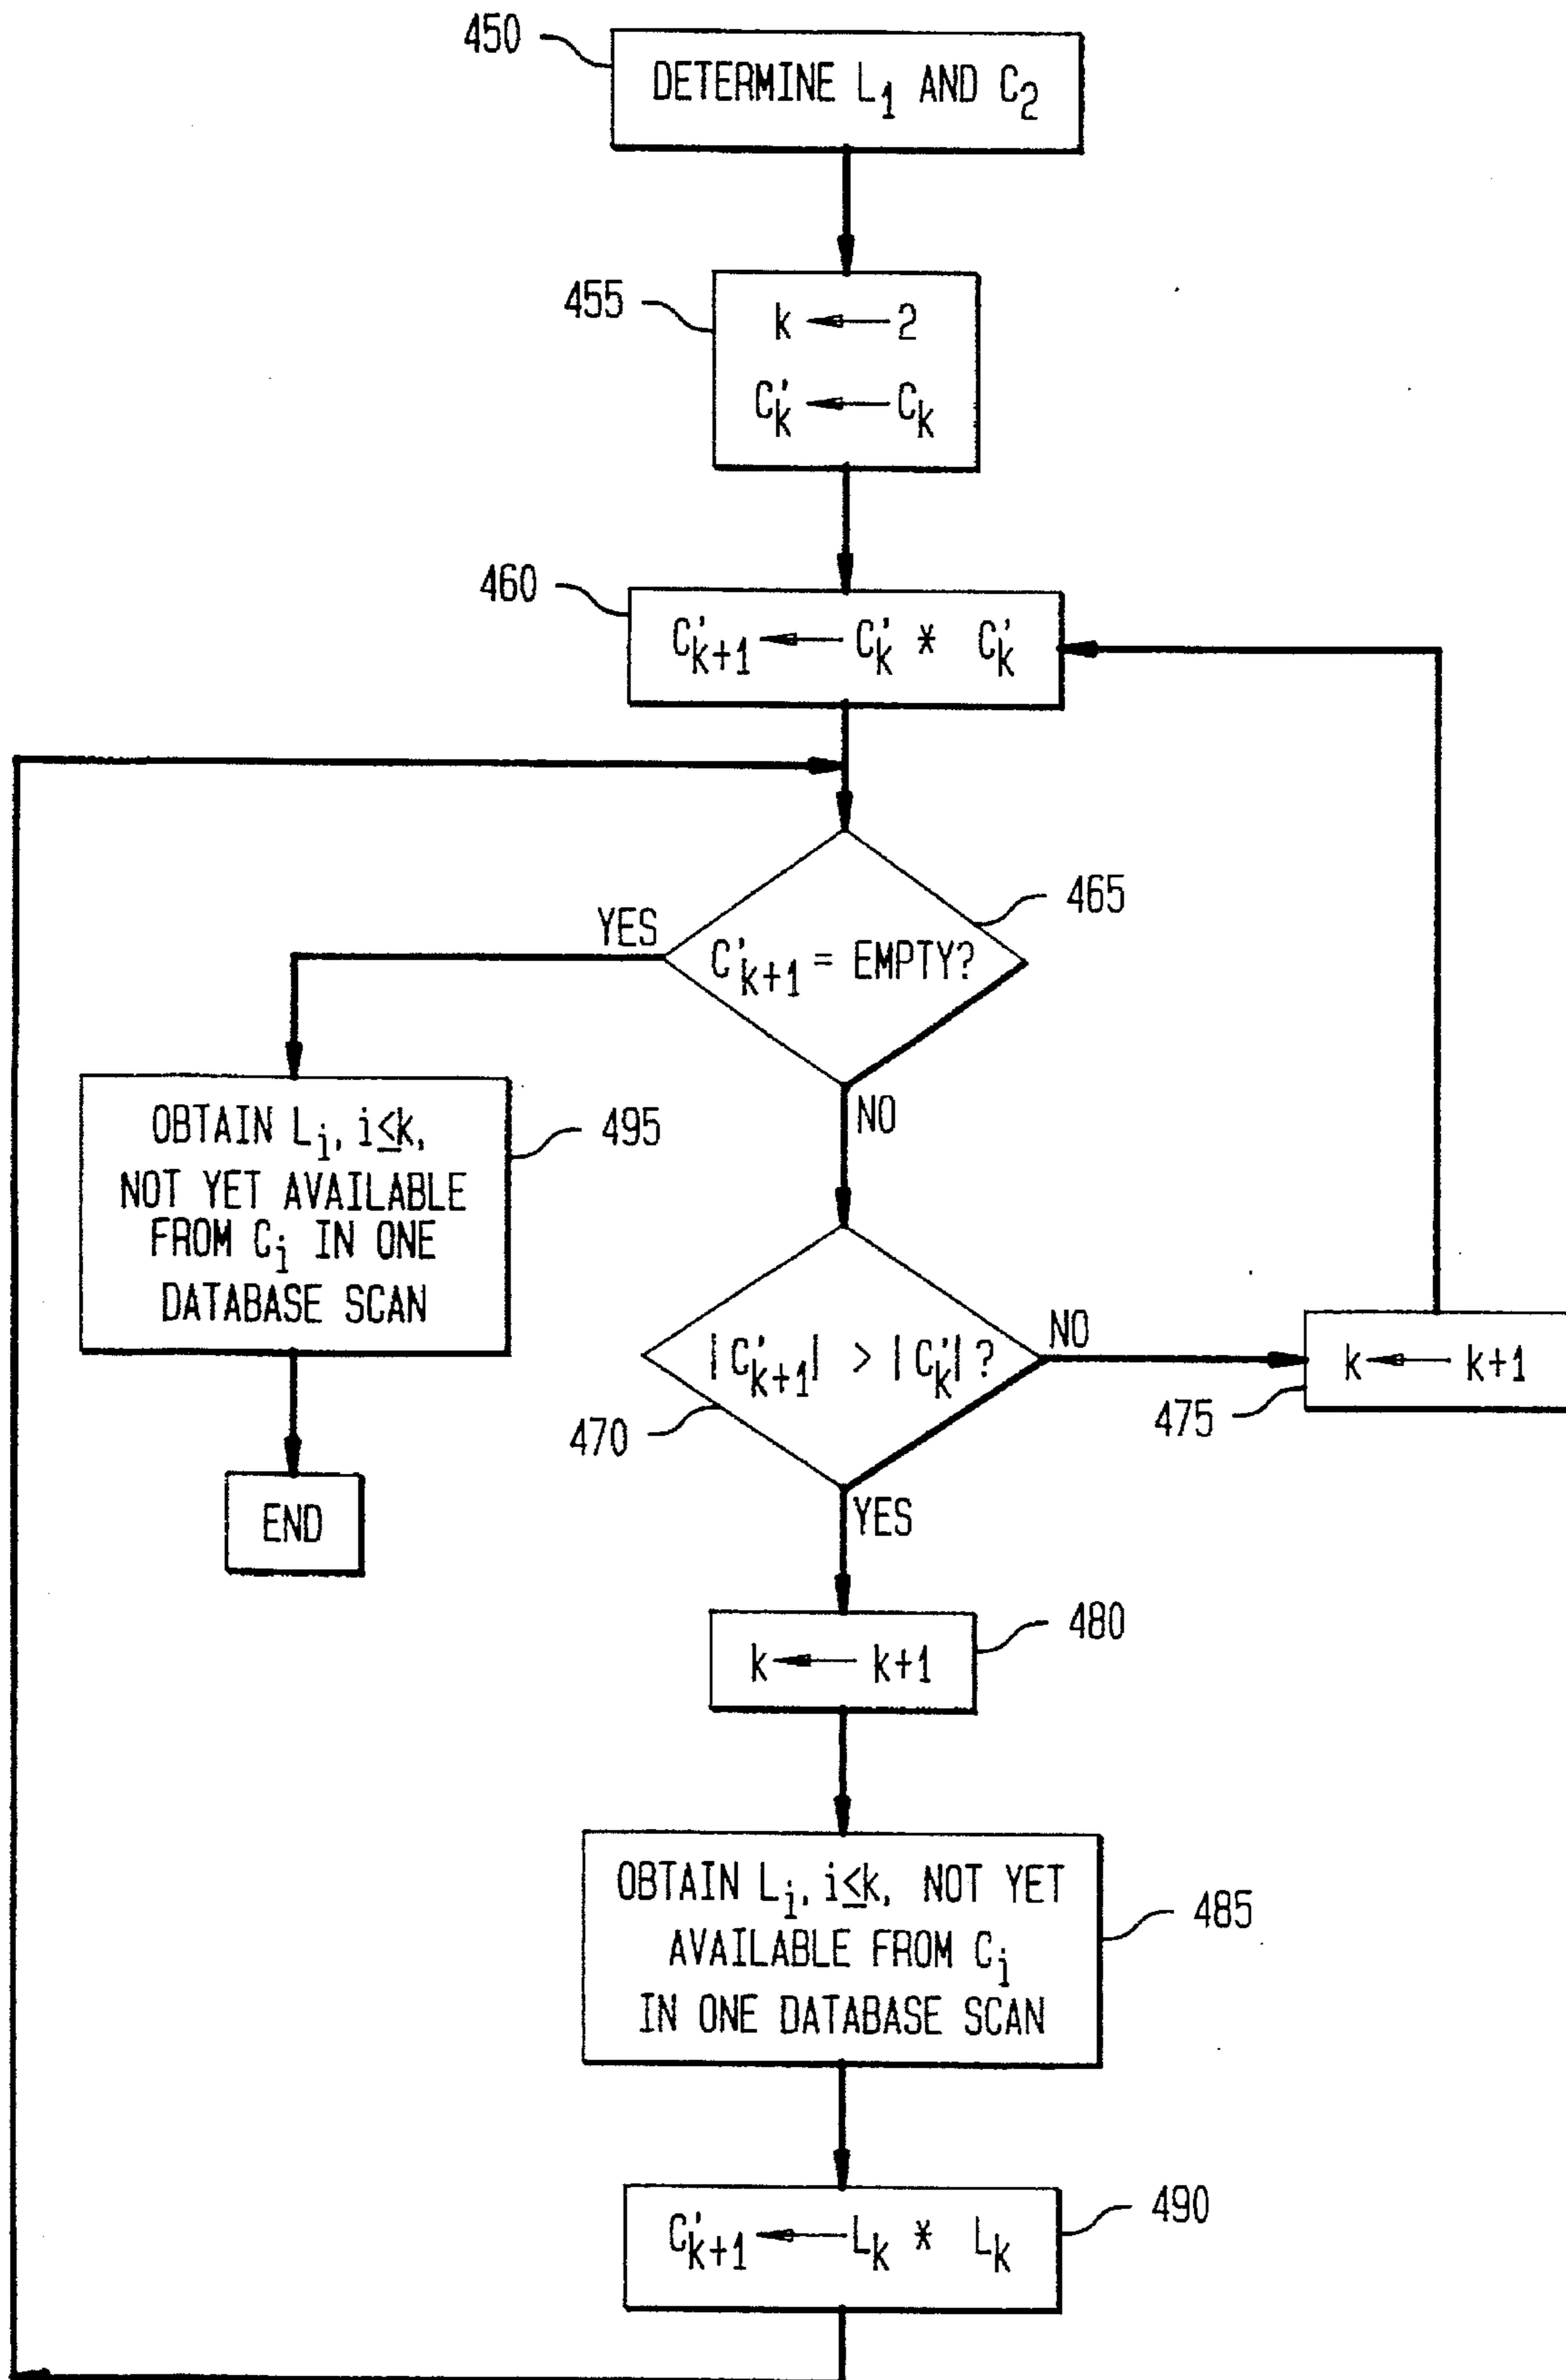 450
DETERMINE L₁ AND C₂
455
k ← 2
C'ₖ ← Cₖ
460
C'ₖ₊₁ ← C'ₖ * C'ₖ
465
YES
C'ₖ₊₁ = EMPTY?
NO
OBTAIN Lᵢ, i≤k,
NOT YET AVAILABLE
FROM Cᵢ IN ONE
DATABASE SCAN
495
END
|C'ₖ₊₁| > |C'ₖ| ?
470
NO
k ← k+1
475
YES
480
k ← k+1
OBTAIN Lᵢ, i≤k, NOT YET
AVAILABLE FROM Cᵢ
IN ONE DATABASE SCAN
485
C'ₖ₊₁ ← Lₖ * Lₖ
490